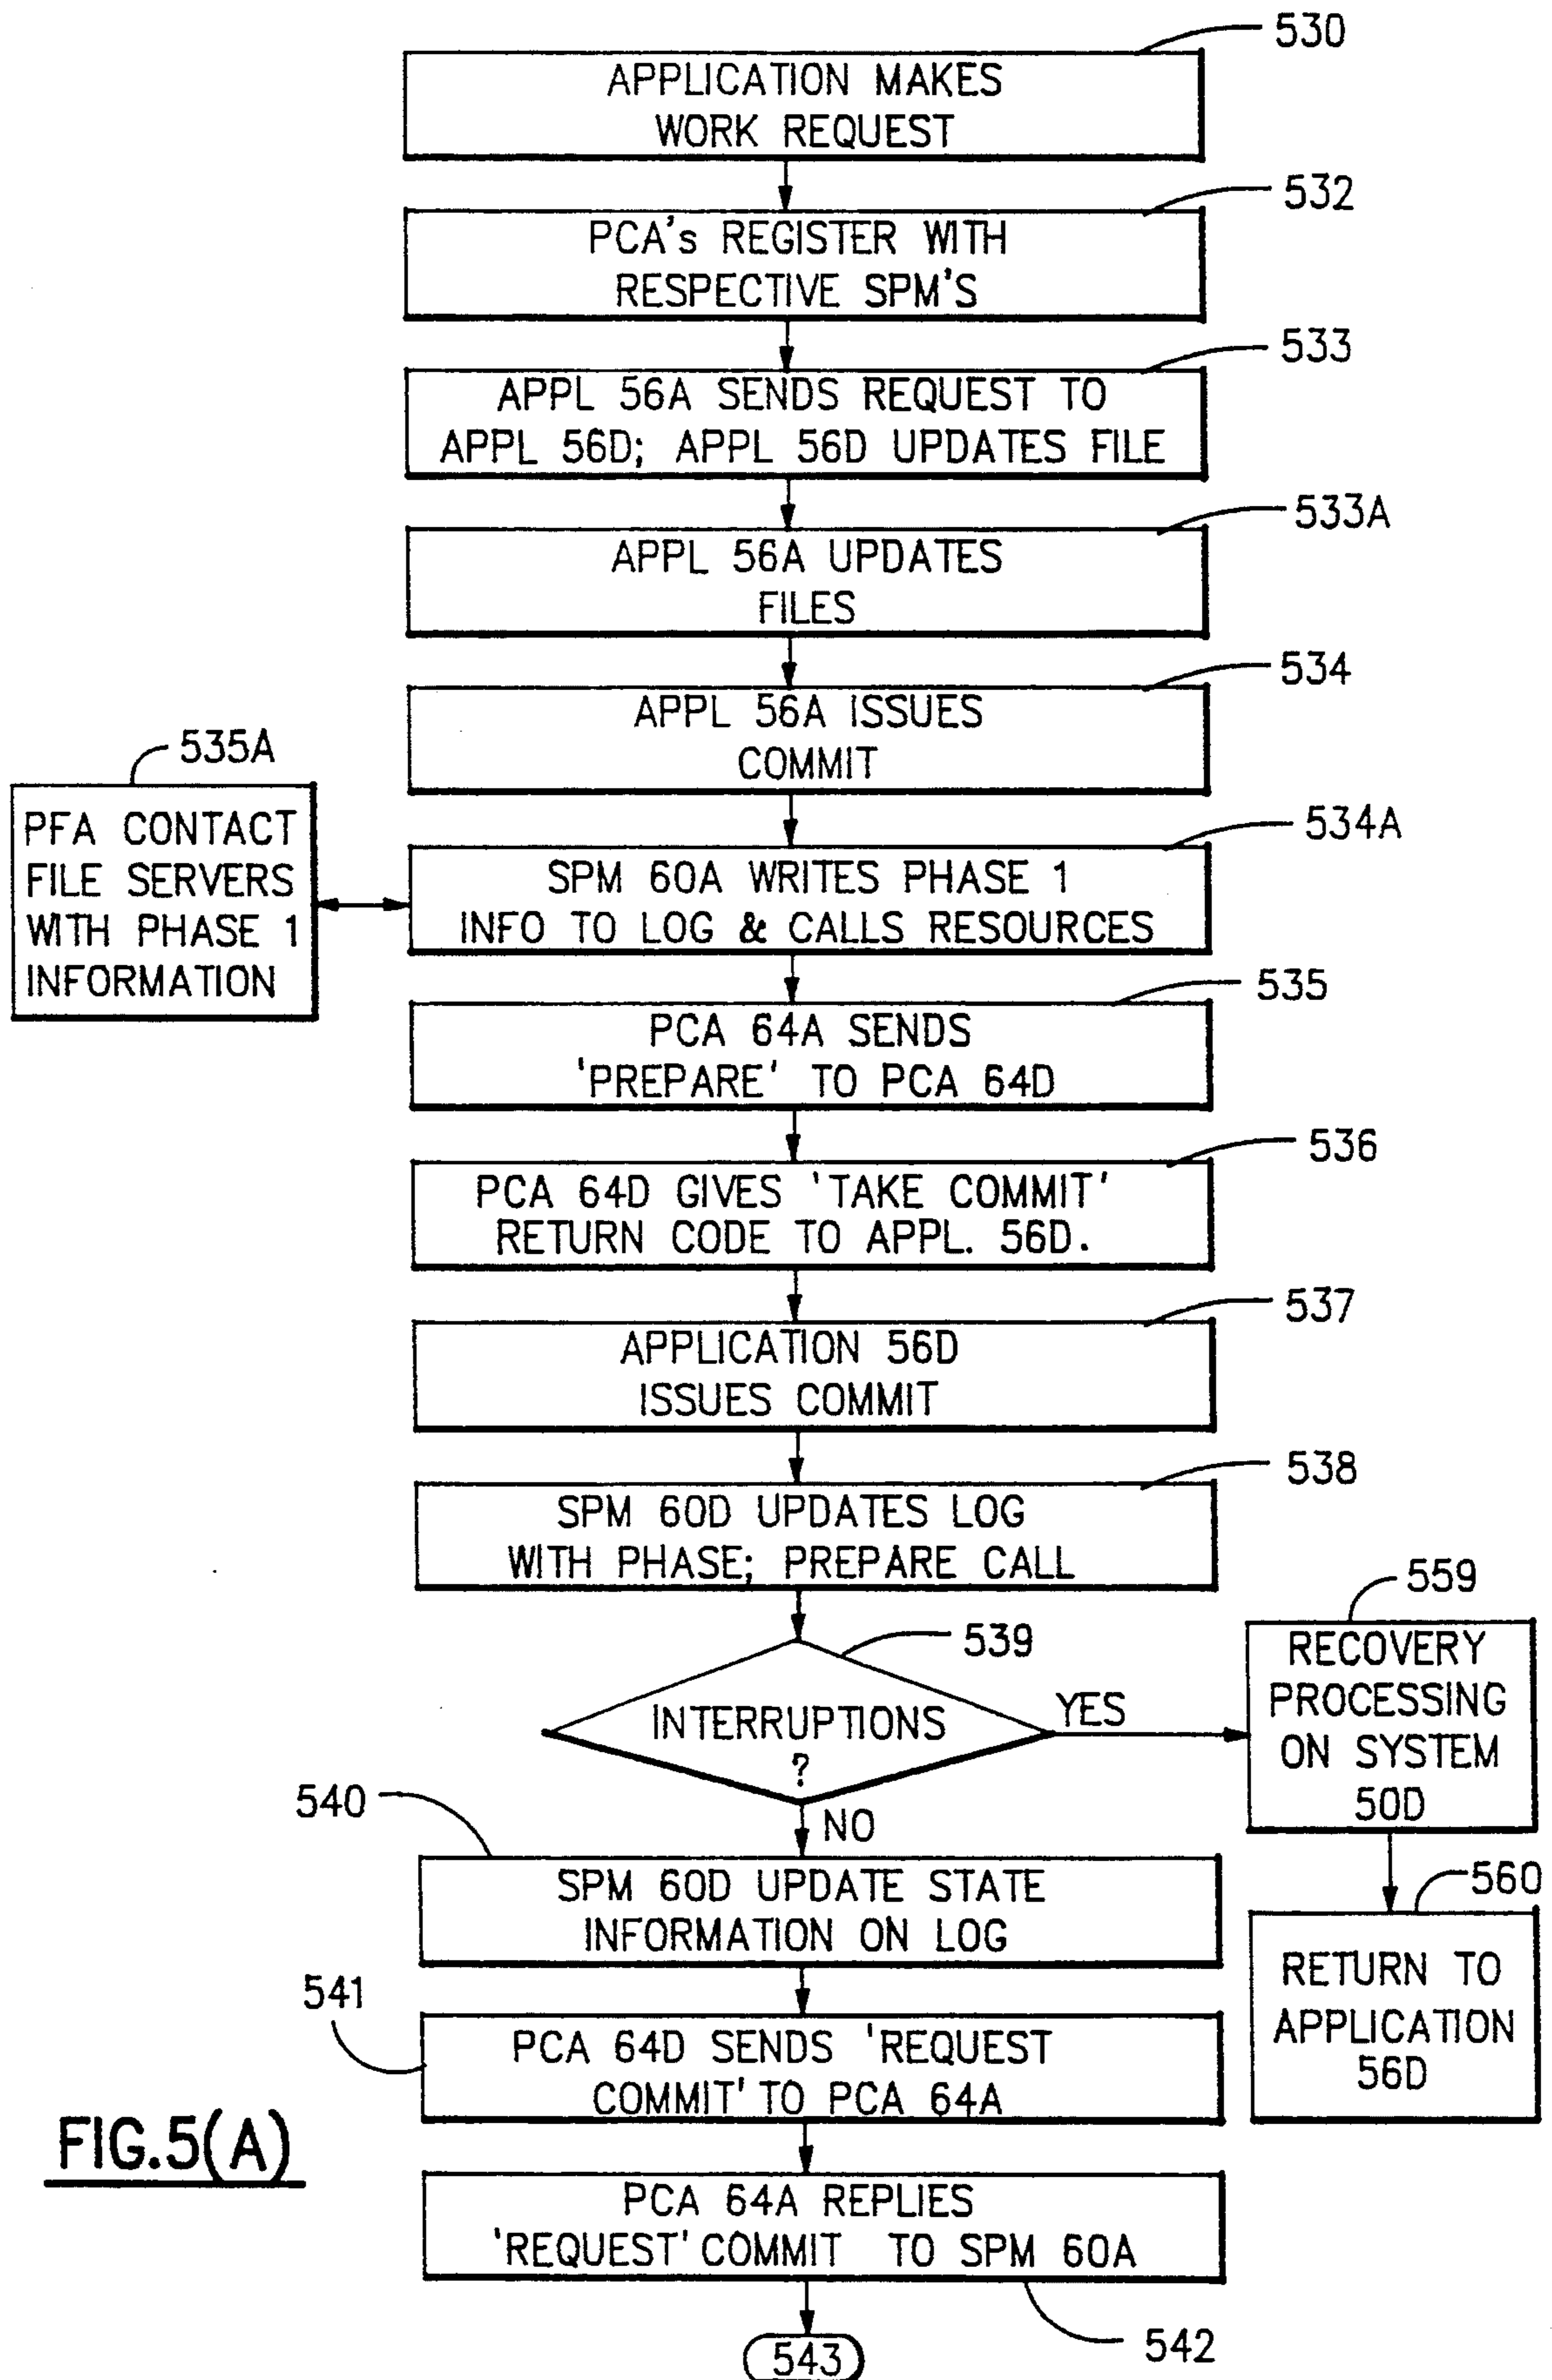 530
APPLICATION MAKES
WORK REQUEST
532
PCA's REGISTER WITH
RESPECTIVE SPM'S
533
APPL 56A SENDS REQUEST TO
APPL 56D; APPL 56D UPDATES FILE
533A
APPL 56A UPDATES
FILES
534
APPL 56A ISSUES
COMMIT
535A
PFA CONTACT
FILE SERVERS
WITH PHASE 1
INFORMATION
534A
SPM 60A WRITES PHASE 1
INFO TO LOG & CALLS RESOURCES
535
PCA 64A SENDS
'PREPARE' TO PCA 64D
536
PCA 64D GIVES 'TAKE COMMIT'
RETURN CODE TO APPL. 56D.
537
APPLICATION 56D
ISSUES COMMIT
538
SPM 60D UPDATES LOG
WITH PHASE; PREPARE CALL
539
INTERRUPTIONS
?
YES
NO
559
RECOVERY
PROCESSING
ON SYSTEM
50D
560
RETURN TO
APPLICATION
56D
540
SPM 60D UPDATE STATE
INFORMATION ON LOG
541
PCA 64D SENDS 'REQUEST
COMMIT' TO PCA 64A
FIG.5(A)
PCA 64A REPLIES
'REQUEST' COMMIT TO SPM 60A
542
543